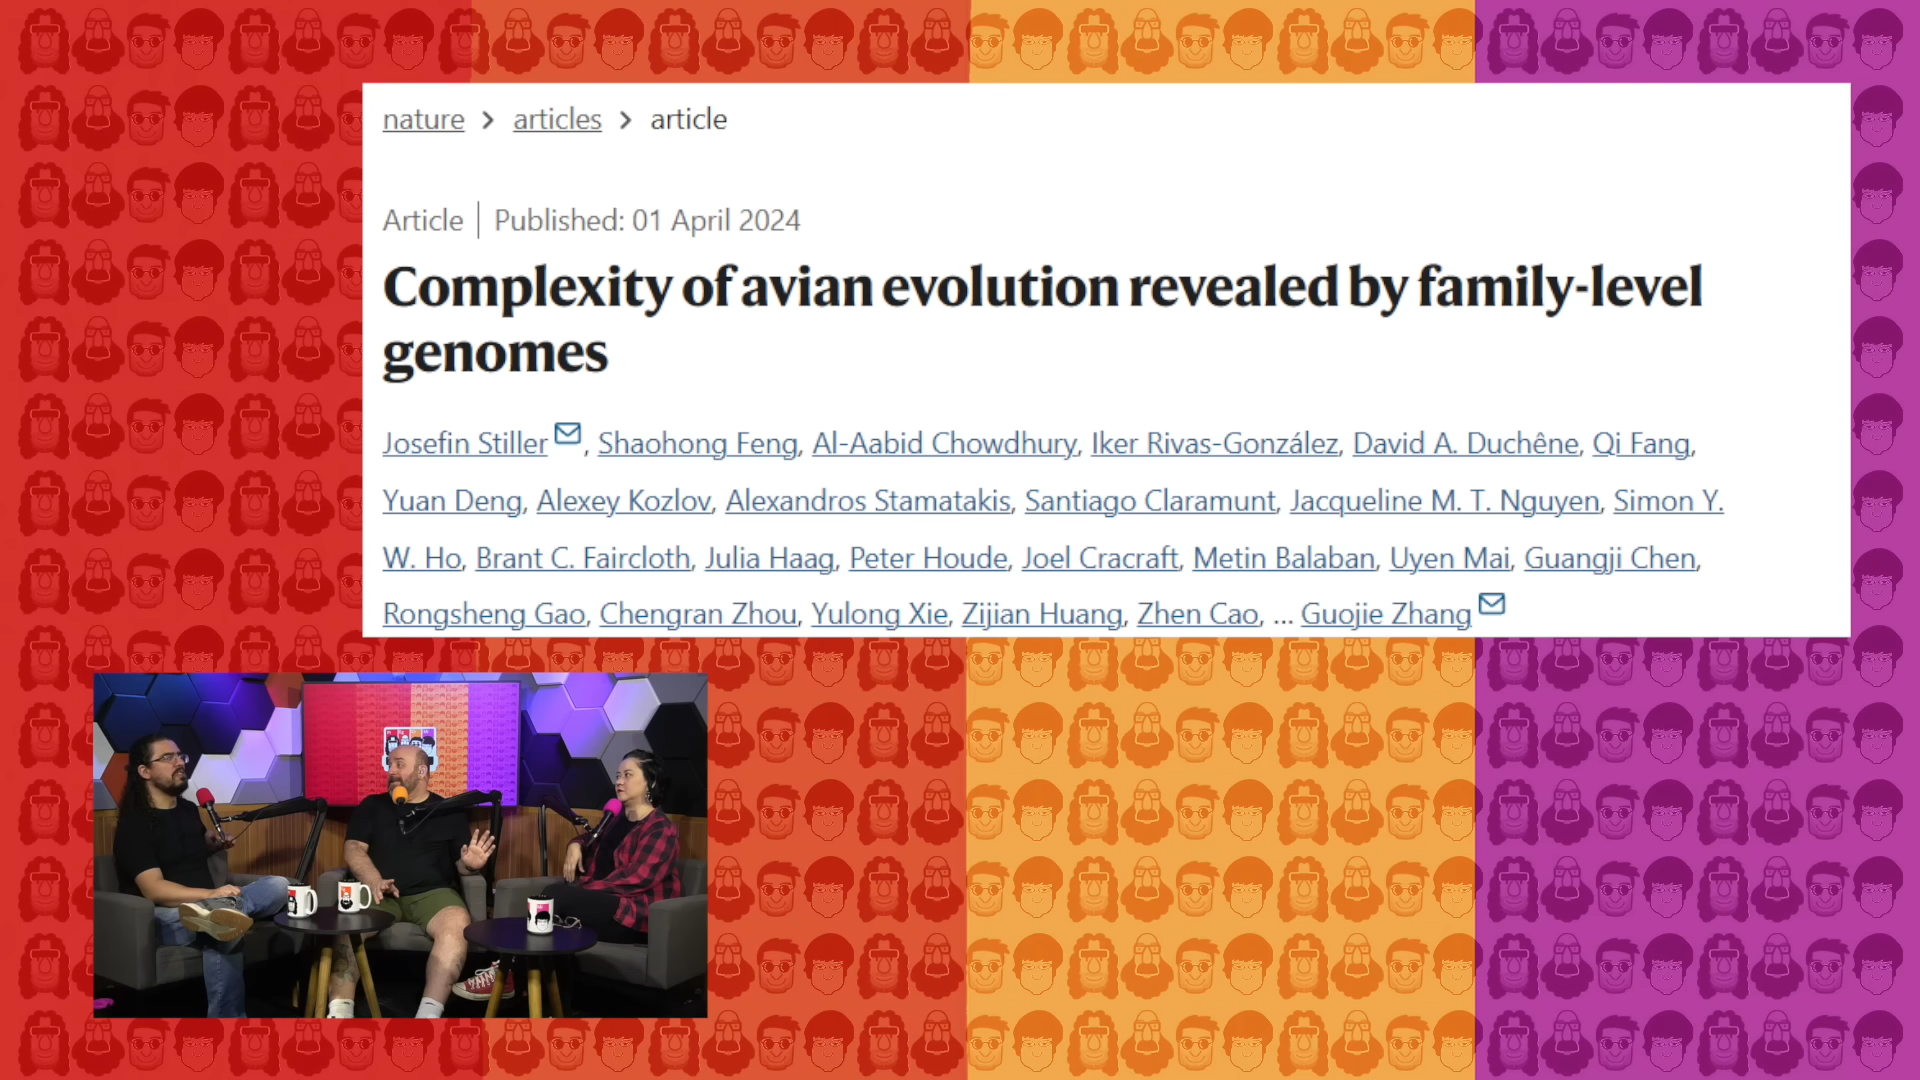 nature > articles > article
Article | Published: 01 April 2024
Complexity of avian evolution revealed by family-level
genomes
Josefin Stiller, Shaohong Feng, Al-Aabid Chowdhury, Iker Rivas-González, David A. Duchêne, Qi Fang,
Yuan Deng, Alexey Kozlov, Alexandros Stamatakis, Santiago Claramunt, Jacqueline M. T. Nguyen, Simon Y.
W. Ho, Brant C. Faircloth, Julia Haag, Peter Houde, Joel Cracraft, Metin Balaban, Uyen Mai, Guangji Chen,
Rongsheng Gao, Chengran Zhou, Yulong Xie, Zijian Huang, Zhen Cao, ... Guojie Zhang